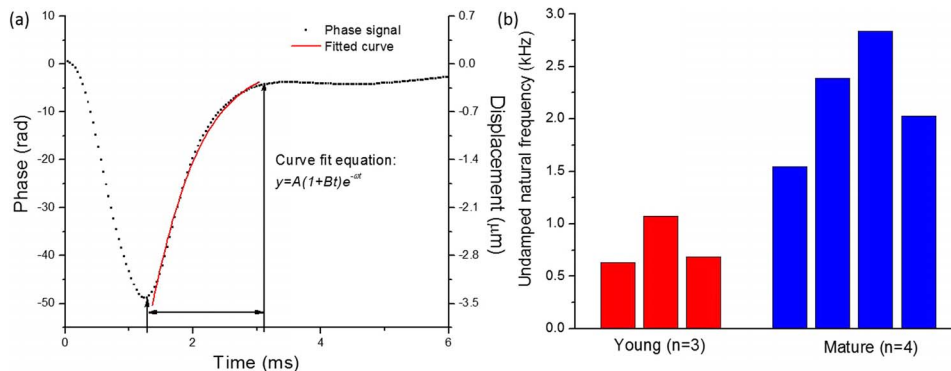 (a)
Phase signal
Fitted curve
Curve fit equation:
y=A(1+Bt)e^-ωt
Phase (rad)
10
0
-10
-20
-30
-40
-50
Displacement (μm)
0.7
0.0
-0.7
-1.4
-2.1
-2.8
-3.5
0
2
4
6
Time (ms)
(b)
Undamped natural frequency (kHz)
3.0
2.5
2.0
1.5
1.0
0.5
0.0
Young (n=3)
Mature (n=4)